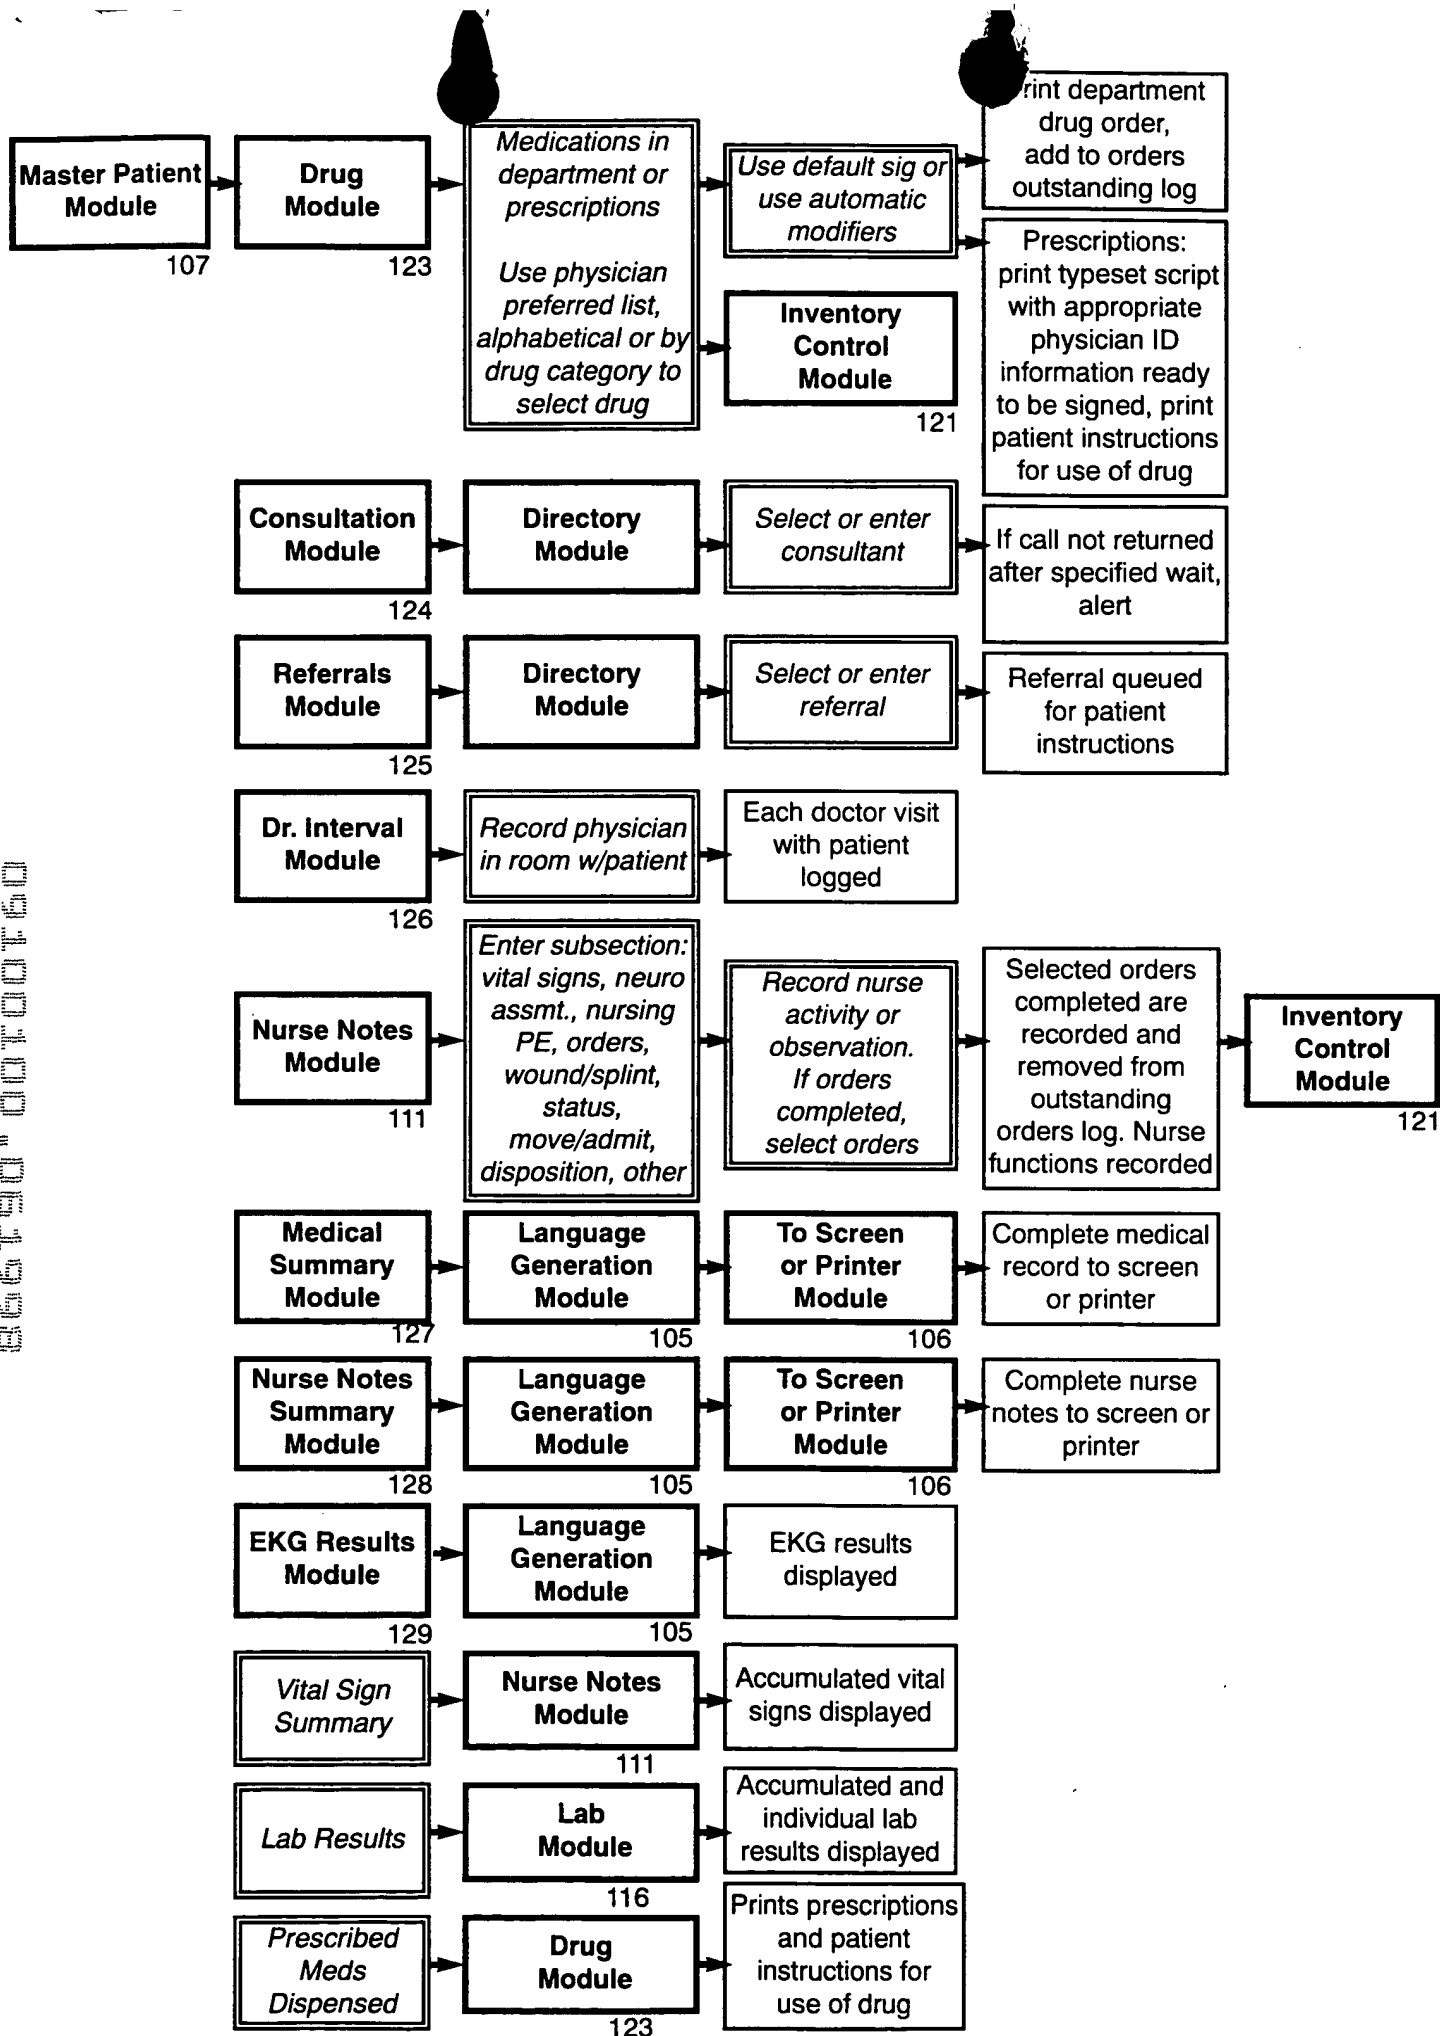 Master Patient
Module
107
Drug
Module
123
Medications in
department or
prescriptions
Use physician
preferred list,
alphabetical or by
drug category to
select drug
Use default sig or
use automatic
modifiers
Inventory
Control
Module
121
rint department
drug order,
add to orders
outstanding log
Prescriptions:
print typeset script
with appropriate
physician ID
information ready
to be signed, print
patient instructions
for use of drug
Consultation
Module
124
Directory
Module
Select or enter
consultant
If call not returned
after specified wait,
alert
Referrals
Module
125
Directory
Module
Select or enter
referral
Referral queued
for patient
instructions
Dr. Interval
Module
126
Record physician
in room w/patient
Each doctor visit
with patient
logged
Nurse Notes
Module
111
Enter subsection:
vital signs, neuro
assmt., nursing
PE, orders,
wound/splint,
status,
move/admit,
disposition, other
Record nurse
activity or
observation.
If orders
completed,
select orders
Selected orders
completed are
recorded and
removed from
outstanding
orders log. Nurse
functions recorded
Inventory
Control
Module
121
Medical
Summary
Module
127
Language
Generation
Module
105
To Screen
or Printer
Module
106
Complete medical
record to screen
or printer
Nurse Notes
Summary
Module
128
Language
Generation
Module
105
To Screen
or Printer
Module
106
Complete nurse
notes to screen or
printer
EKG Results
Module
129
Language
Generation
Module
105
EKG results
displayed
Vital Sign
Summary
Nurse Notes
Module
111
Accumulated vital
signs displayed
Lab Results
Lab
Module
116
Accumulated and
individual lab
results displayed
Prescribed
Meds
Dispensed
Drug
Module
123
Prints prescriptions
and patient
instructions for
use of drug